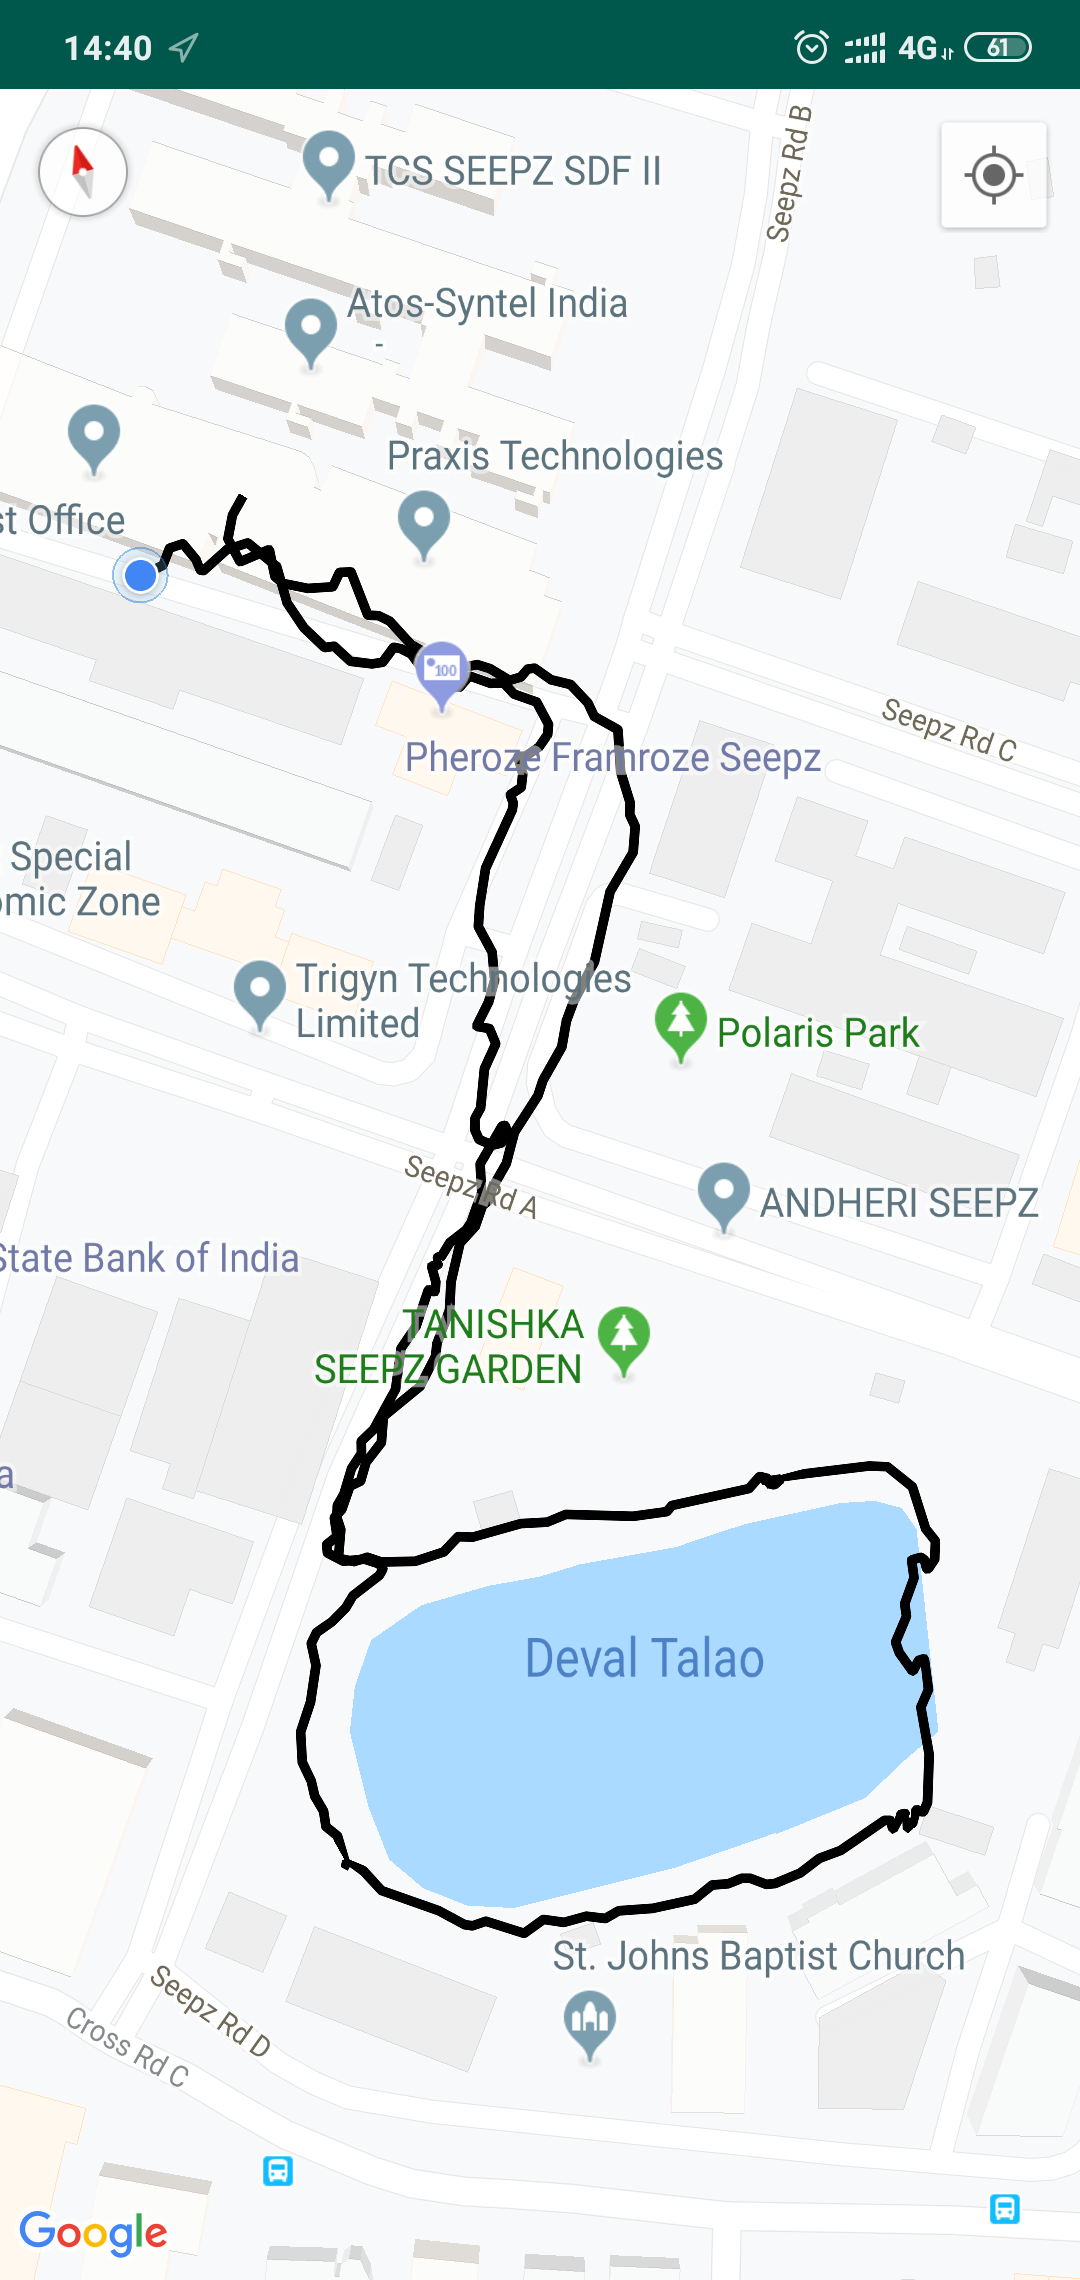 14:40
4G
61
TCS SEEPZ SDF II
Seepz Rd B
Atos-Syntel India
-
Praxis Technologies
st Office
100
Seepz Rd C
Pheroze Framroze Seepz
Special
omic Zone
Trigyn Technologies
Limited
Polaris Park
Seepz Rd A
ANDHERI SEEPZ
State Bank of India
TANISHKA
SEEPZ GARDEN
a
Deval Talao
St. Johns Baptist Church
Seepz Rd D
Cross Rd C
Google